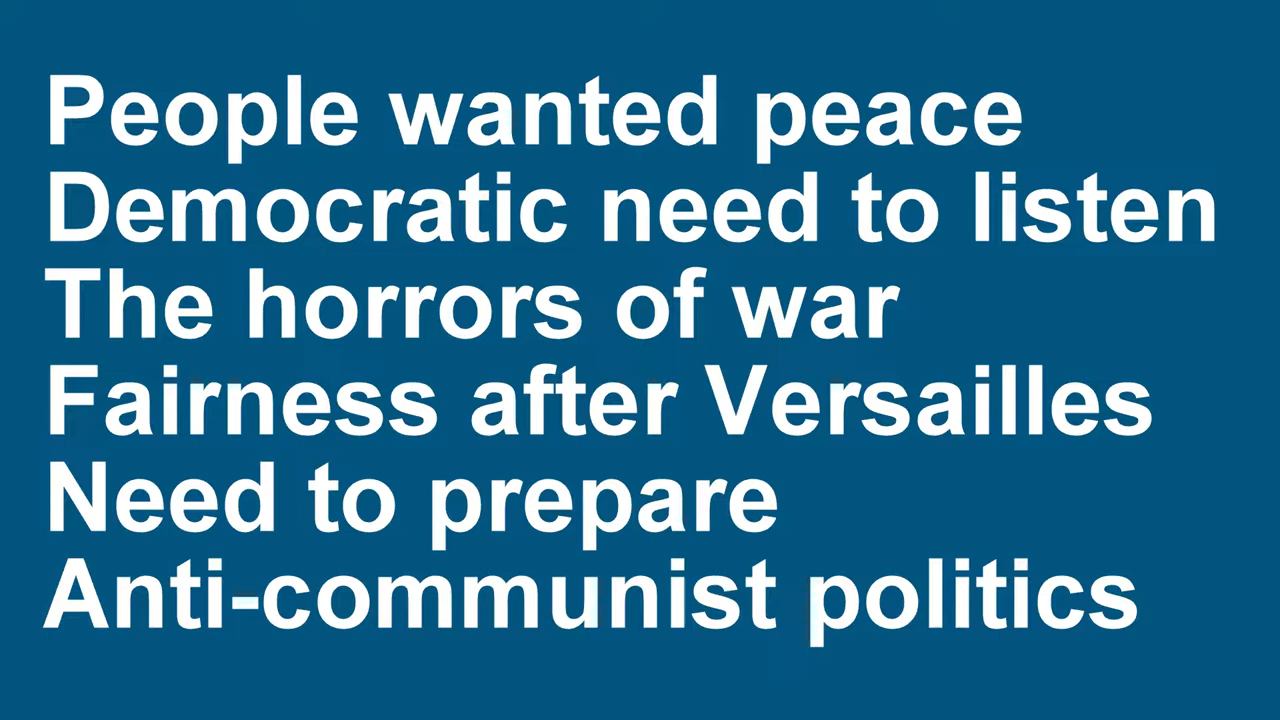 People wanted peace
Democratic need to listen
The horrors of war
Fairness after Versailles
Need to prepare
Anti-communist politics